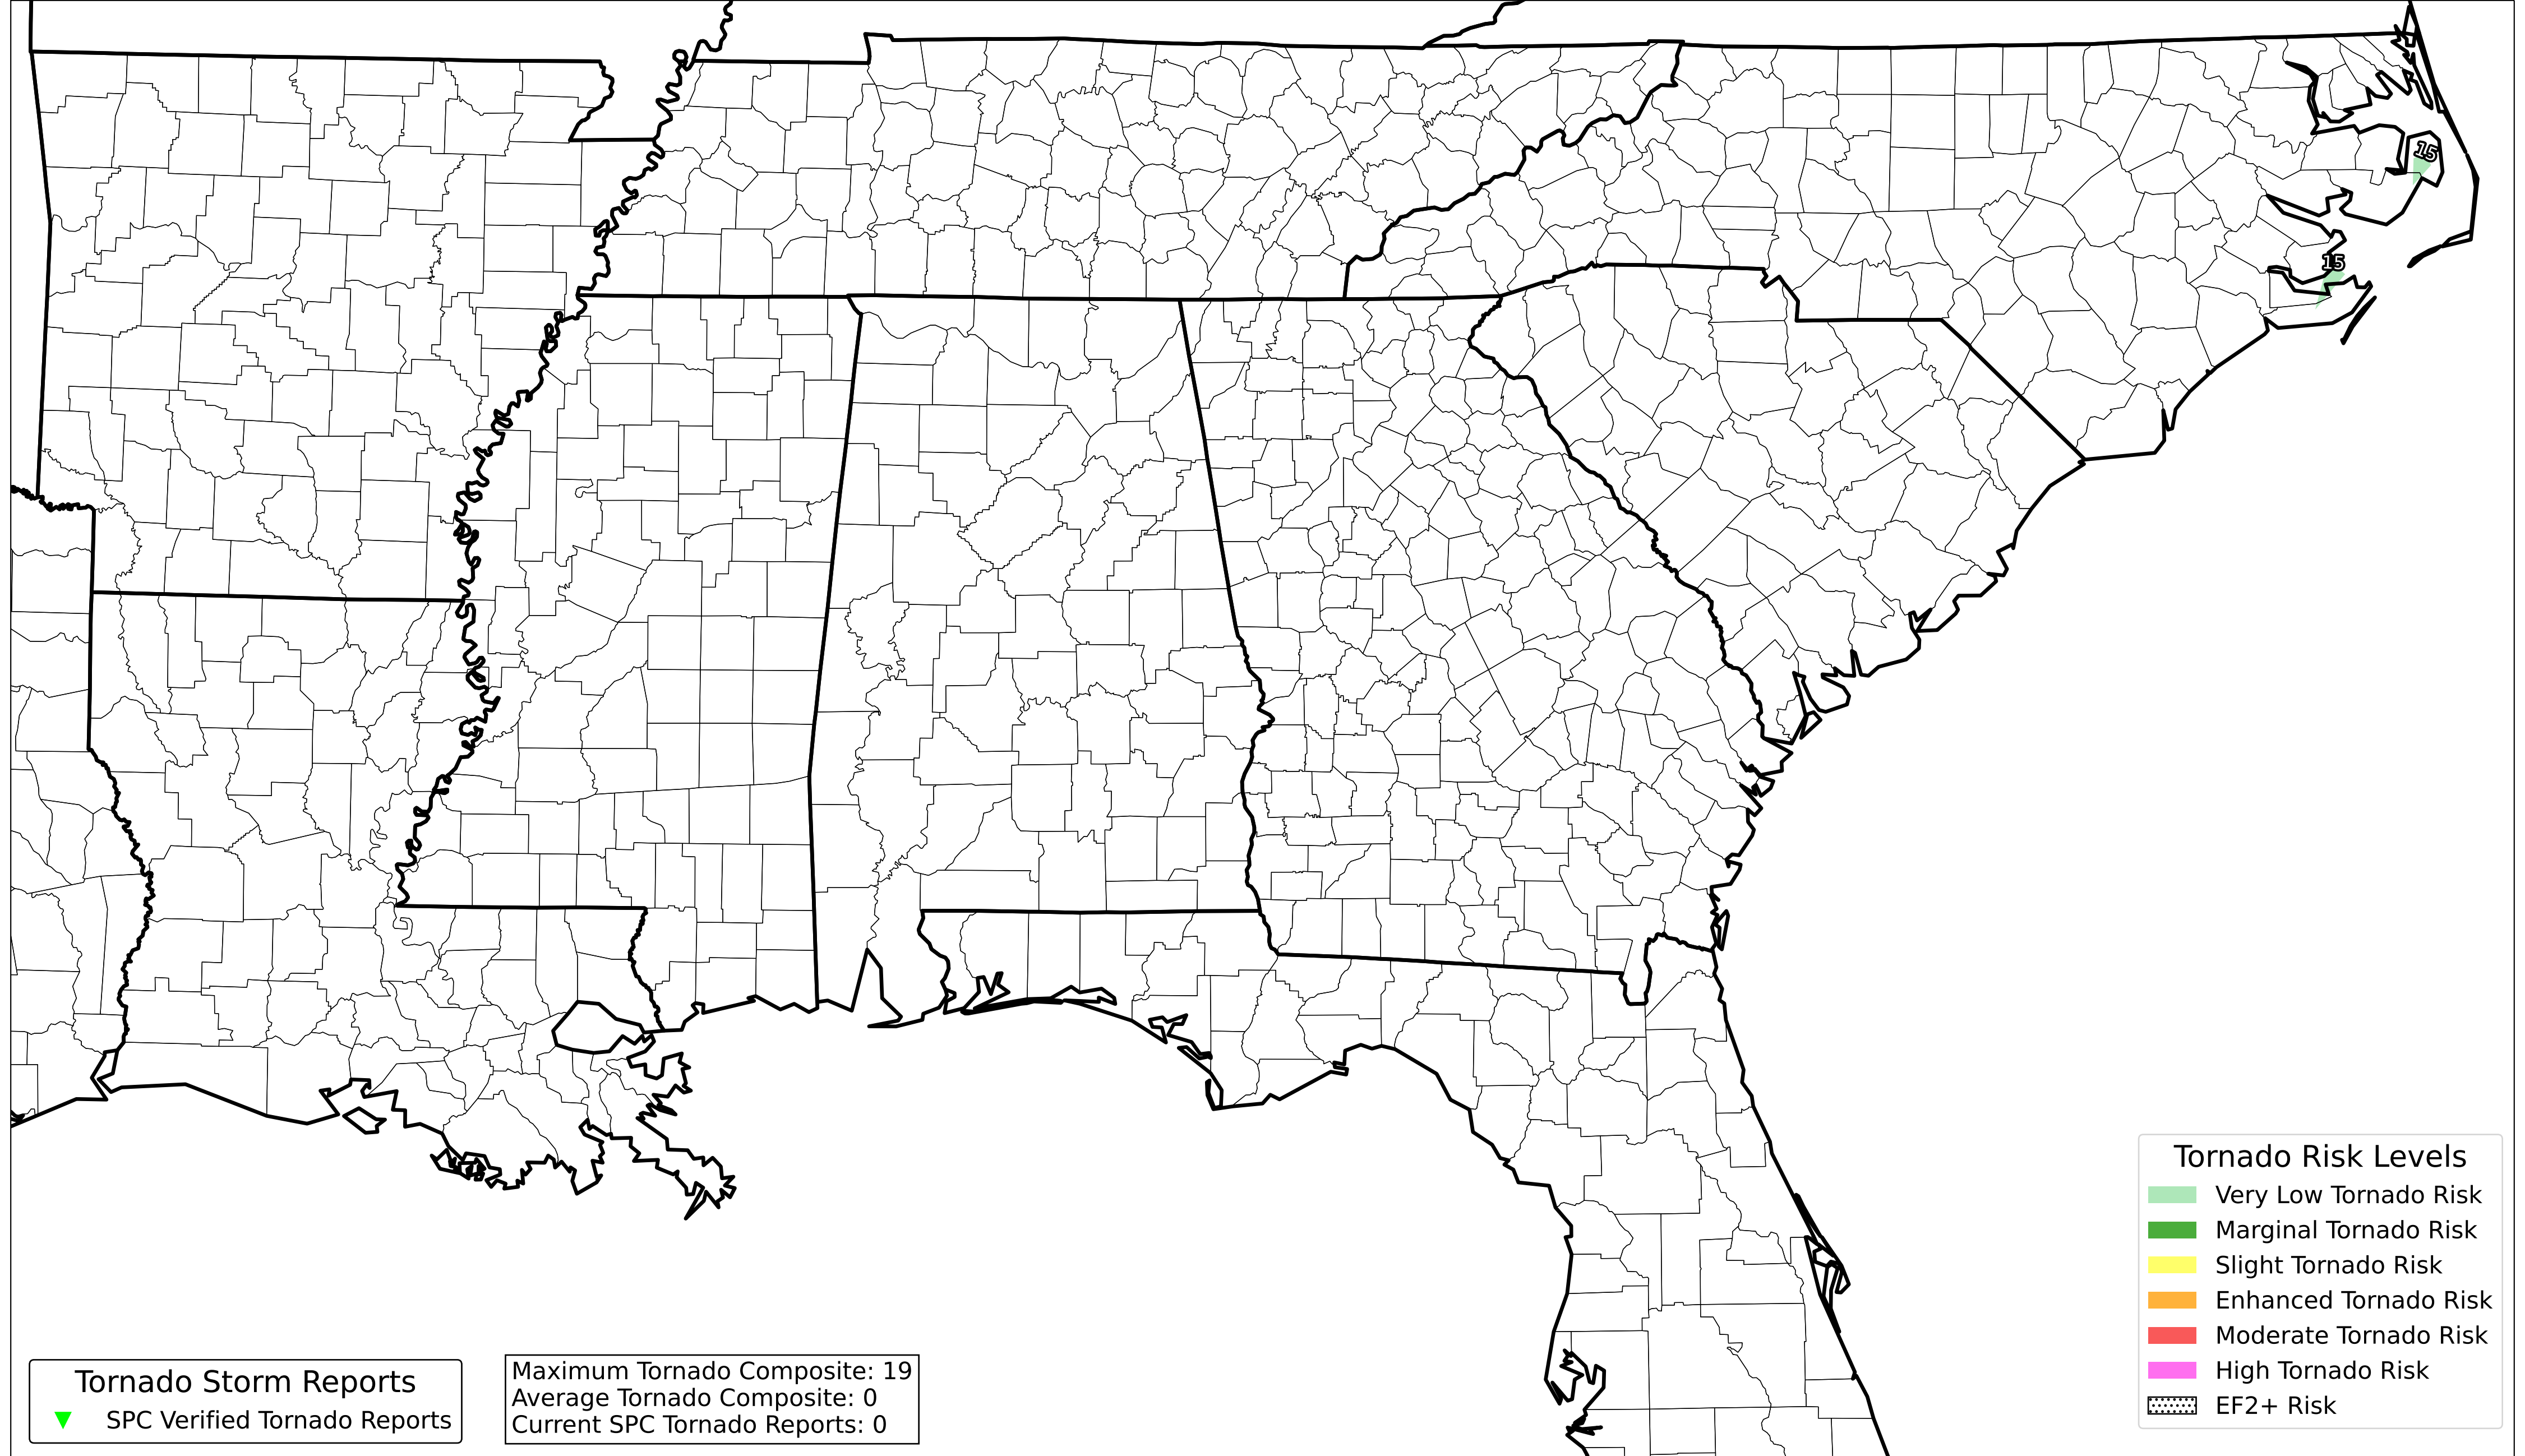 15
15
Tornado Risk Levels
Very Low Tornado Risk
Marginal Tornado Risk
Slight Tornado Risk
Enhanced Tornado Risk
Moderate Tornado Risk
High Tornado Risk
EF2+ Risk
Tornado Storm Reports
SPC Verified Tornado Reports
Maximum Tornado Composite: 19
Average Tornado Composite: 0
Current SPC Tornado Reports: 0